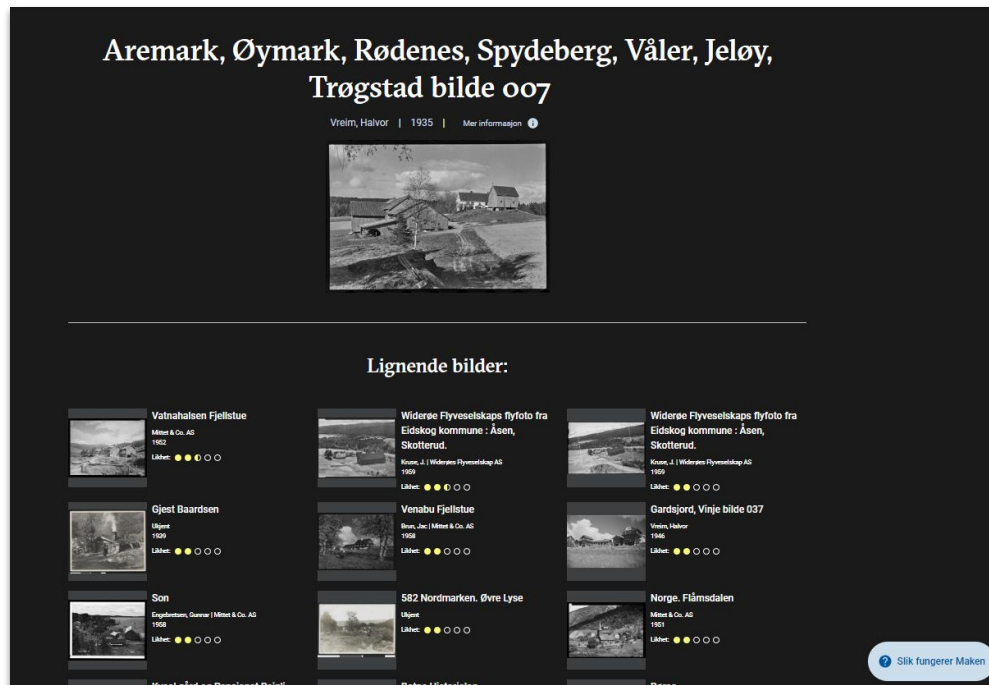 Aremark, Øymark, Rødenes, Spydeberg, Våler, Jeløy,
Trøgstad bilde 007
Vreim, Halvor | 1935 | Mer informasjon
Lignende bilder:
Vatnahalsen Fjellstue
Mittet & Co. AS
1952
Likhet:
Widerøe Flyveselskaps flyfoto fra
Eidskog kommune : Åsen,
Skotterud.
Kruse, J. | Widerøes Flyveselskap AS
1959
Likhet:
Widerøe Flyveselskaps flyfoto fra
Eidskog kommune : Åsen,
Skotterud.
Kruse, J. | Widerøes Flyveselskap AS
1959
Likhet:
Gjest Baardsen
Ukjent
1939
Likhet:
Venabu Fjellstue
Brun, Jac | Mittet & Co. AS
1958
Likhet:
Gardsjord, Vinje bilde 037
Vreim, Halvor
1946
Likhet:
Son
Engebretsen, Gunnar | Mittet & Co. AS
1958
Likhet:
582 Nordmarken. Øvre Lyse
Ukjent
Likhet:
Norge. Flåmsdalen
Mittet & Co. AS
1951
Likhet:
Slik fungerer Maken